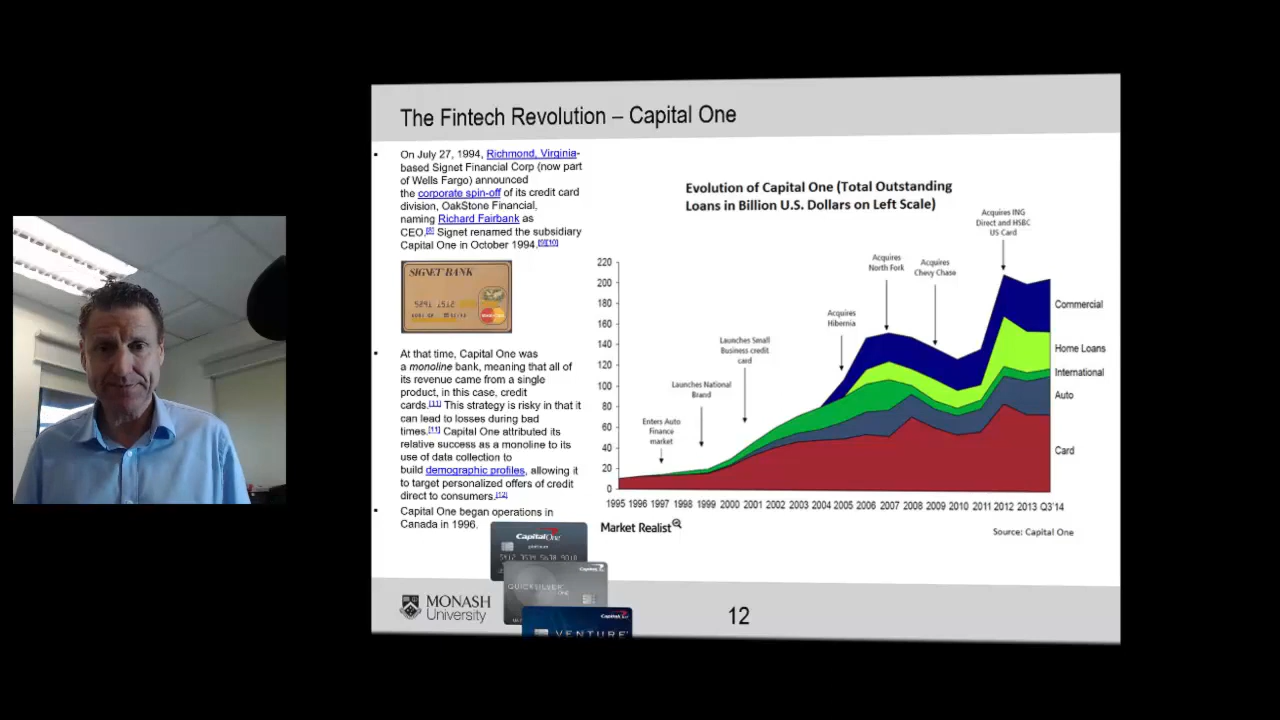 The Fintech Revolution – Capital One
On July 27, 1994, Richmond, Virginia-
based Signet Financial Corp (now part
of Wells Fargo) announced
the corporate spin-off of its credit card
division, OakStone Financial,
naming Richard Fairbank as
CEO.[8] Signet renamed the subsidiary
Capital One in October 1994.[9][10]
SIGNET BANK
At that time, Capital One was
a monoline bank, meaning that all of
its revenue came from a single
product, in this case, credit
cards.[11] This strategy is risky in that it
can lead to losses during bad
times.[11] Capital One attributed its
relative success as a monoline to its
use of data collection to
build demographic profiles, allowing it
to target personalized offers of credit
direct to consumers.[12]
Capital One began operations in
Canada in 1996.
CapitalOne
platinum
QUICKSILVER
ONE
CapitalOne
VENTURE
Evolution of Capital One (Total Outstanding
Loans in Billion U.S. Dollars on Left Scale)
Acquires ING
Direct and HSBC
US Card
Acquires
North Fork
Acquires
Chevy Chase
Acquires
Hibernia
Launches Small
Business credit
card
Launches National
Brand
Enters Auto
Finance
market
220
200
180
160
140
120
100
80
60
40
20
0
Commercial
Home Loans
International
Auto
Card
1995 1996 1997 1998 1999 2000 2001 2002 2003 2004 2005 2006 2007 2008 2009 2010 2011 2012 2013 Q3'14
Market Realist
Source: Capital One
MONASH
University
12